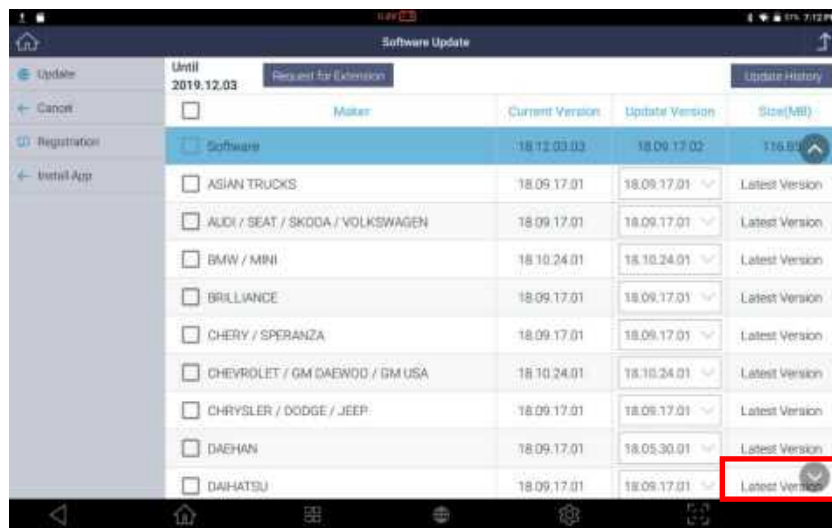 7:12 PM
Software Update
Update
Until
2019.12.03
Request for Extension
Update History
Cancel
Maker
Current Version
Update Version
Size(MB)
Registration
Software
18.12.03.03
18.09.17.02
Install App
ASIAN TRUCKS
18.09.17.01
18.09.17.01
Latest Version
AUDI / SEAT / SKODA / VOLKSWAGEN
18.09.17.01
18.09.17.01
Latest Version
BMW / MINI
18.10.24.01
18.10.24.01
Latest Version
BRILLIANCE
18.09.17.01
18.09.17.01
Latest Version
CHERY / SPERANZA
18.09.17.01
18.09.17.01
Latest Version
CHEVROLET / GM DAEWOO / GM USA
18.10.24.01
18.10.24.01
Latest Version
CHRYSLER / DODGE / JEEP
18.09.17.01
18.09.17.01
Latest Version
DAEHAN
18.09.17.01
18.05.30.01
Latest Version
DAIHATSU
18.09.17.01
18.09.17.01
Latest Version